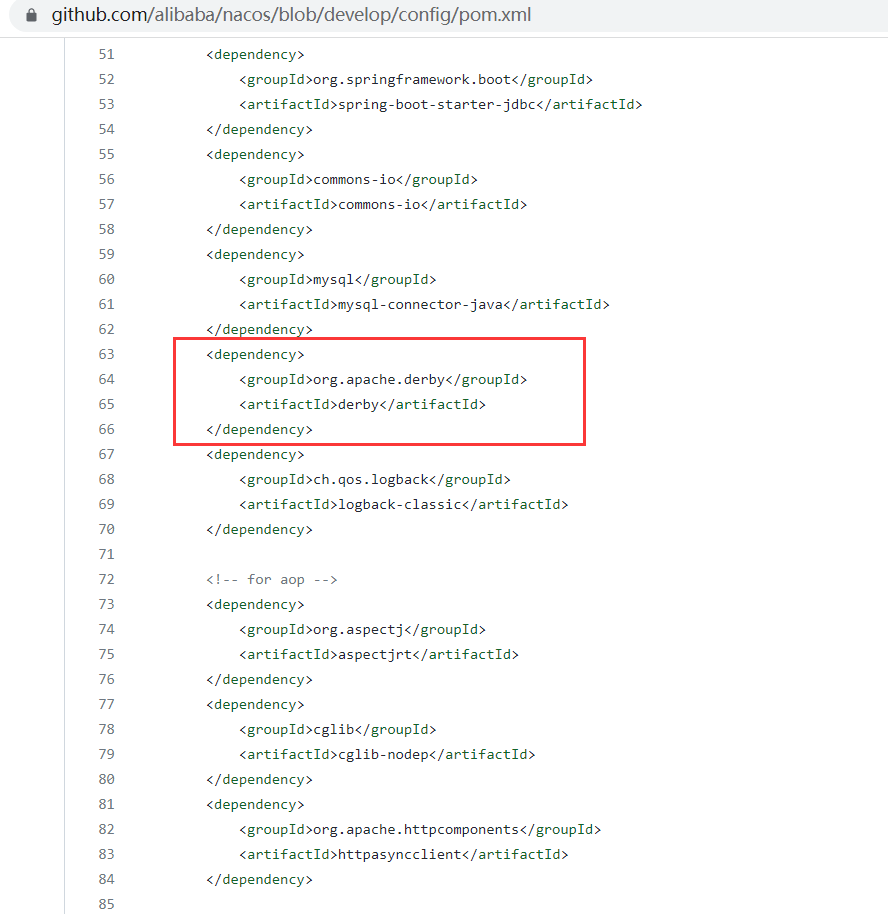 github.com/alibaba/nacos/blob/develop/config/pom.xml
51 <dependency>
52 <groupId>org.springframework.boot</groupId>
53 <artifactId>spring-boot-starter-jdbc</artifactId>
54 </dependency>
55 <dependency>
56 <groupId>commons-io</groupId>
57 <artifactId>commons-io</artifactId>
58 </dependency>
59 <dependency>
60 <groupId>mysql</groupId>
61 <artifactId>mysql-connector-java</artifactId>
62 </dependency>
63 <dependency>
64 <groupId>org.apache.derby</groupId>
65 <artifactId>derby</artifactId>
66 </dependency>
67 <dependency>
68 <groupId>ch.qos.logback</groupId>
69 <artifactId>logback-classic</artifactId>
70 </dependency>
71
72 <!-- for aop -->
73 <dependency>
74 <groupId>org.aspectj</groupId>
75 <artifactId>aspectjrt</artifactId>
76 </dependency>
77 <dependency>
78 <groupId>cglib</groupId>
79 <artifactId>cglib-nodep</artifactId>
80 </dependency>
81 <dependency>
82 <groupId>org.apache.httpcomponents</groupId>
83 <artifactId>httpasyncclient</artifactId>
84 </dependency>
85